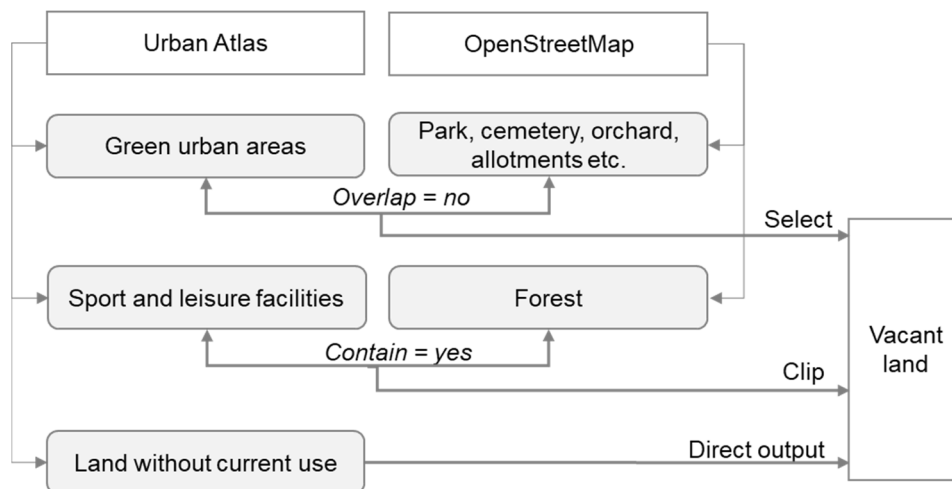 Urban Atlas
OpenStreetMap
Green urban areas
Park, cemetery, orchard,
allotments etc.
Overlap = no
Select
Sport and leisure facilities
Forest
Contain = yes
Vacant
land
Clip
Land without current use
Direct output